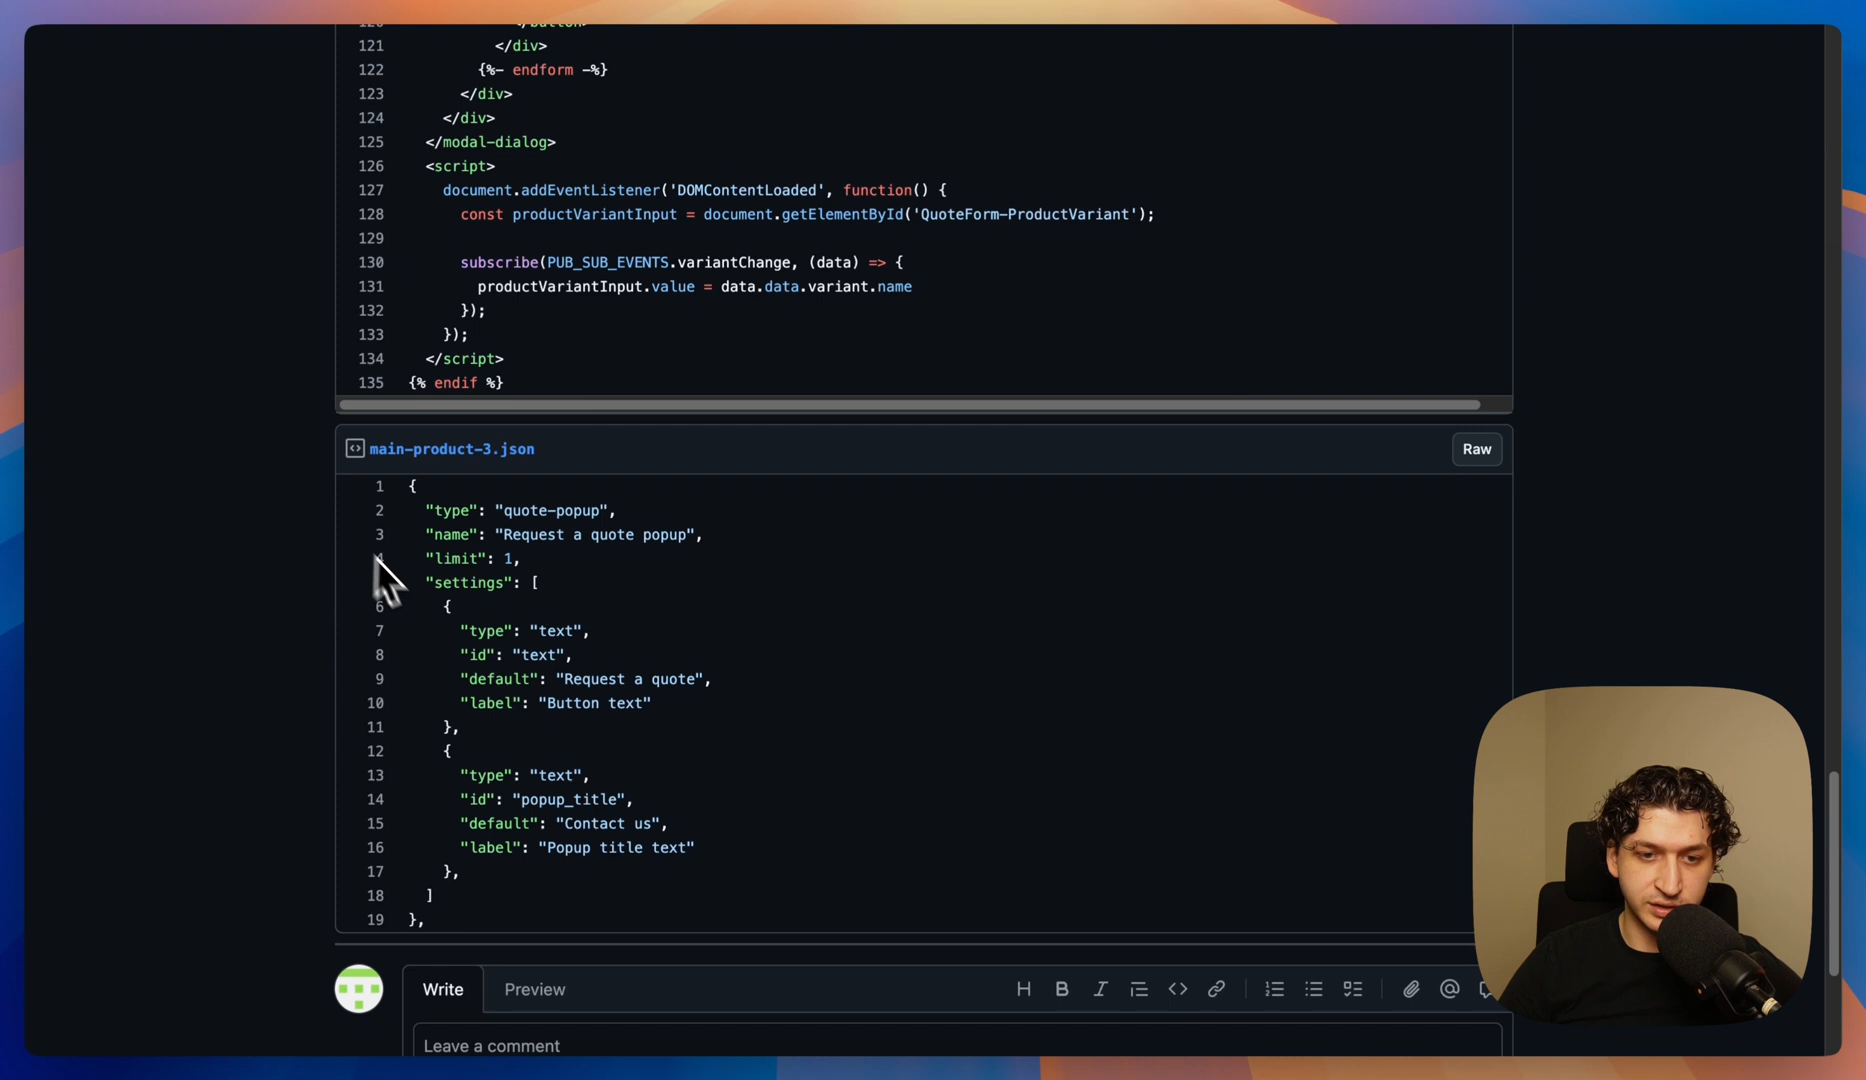 121 </div>
122 {%- endform -%}
123 </div>
124 </div>
125 </modal-dialog>
126 <script>
127 document.addEventListener('DOMContentLoaded', function() {
128 const productVariantInput = document.getElementById('QuoteForm-ProductVariant');
129
130 subscribe(PUB_SUB_EVENTS.variantChange, (data) => {
131 productVariantInput.value = data.data.variant.name
132 });
133 });
134 </script>
135 {% endif %}
main-product-3.json Raw
1 {
2 "type": "quote-popup",
3 "name": "Request a quote popup",
"limit": 1,
"settings": [
6 {
7 "type": "text",
8 "id": "text",
9 "default": "Request a quote",
10 "label": "Button text"
11 },
12 {
13 "type": "text",
14 "id": "popup_title",
15 "default": "Contact us",
16 "label": "Popup title text"
17 },
18 ]
19 },
Write Preview
Leave a comment